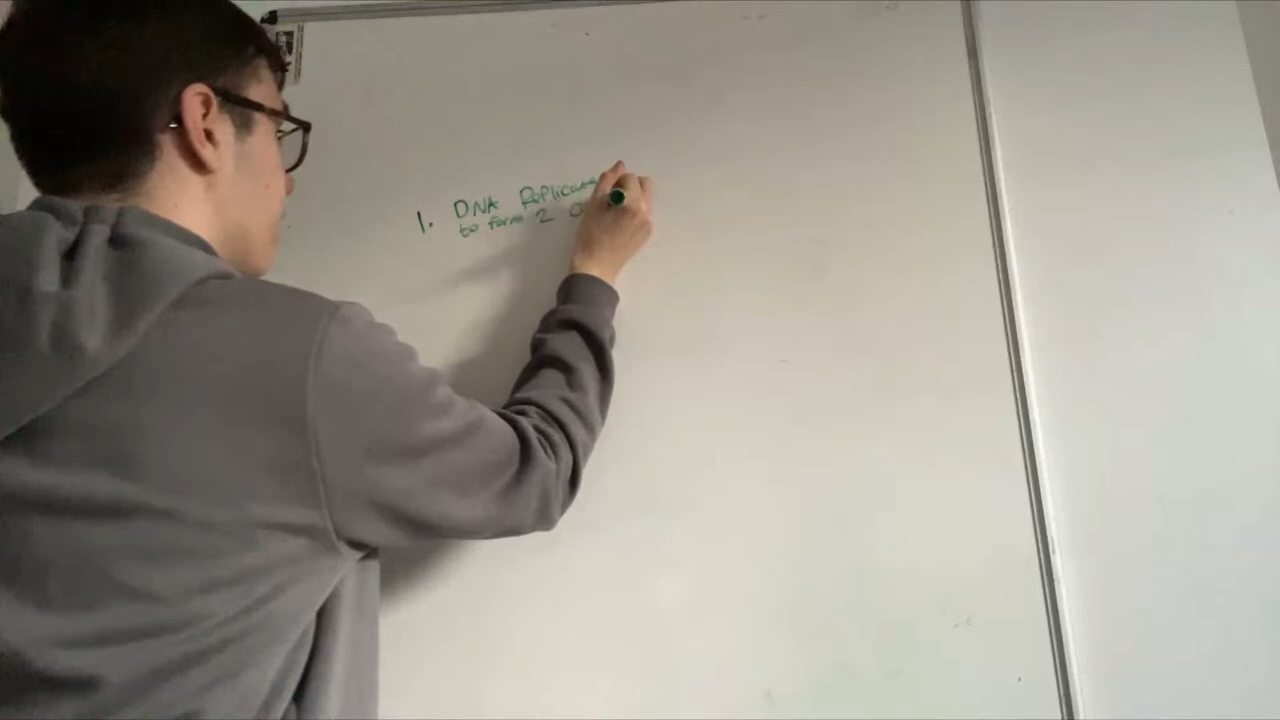 1. DNA Replicates
to form 2